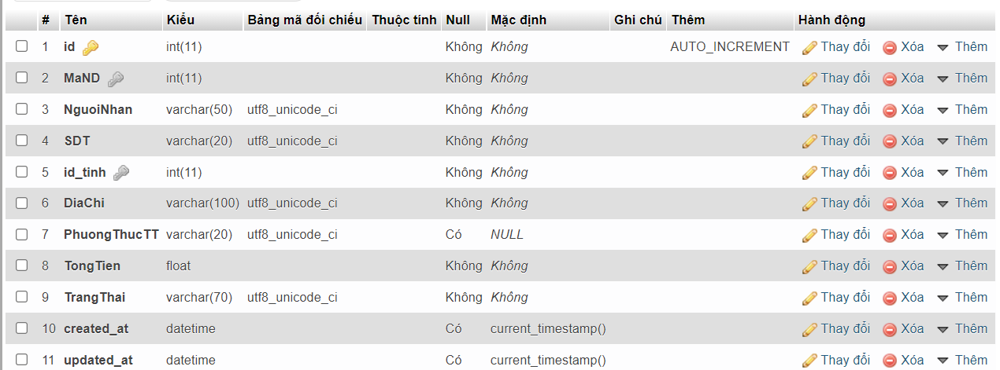 # Tên Kiểu Bảng mã đối chiếu Thuộc tính Null Mặc định Ghi chú Thêm Hành động
1 id int(11) Không Không AUTO_INCREMENT Thay đổi Xóa Thêm
2 MaND int(11) Không Không Thay đổi Xóa Thêm
3 NguoiNhan varchar(50) utf8_unicode_ci Không Không Thay đổi Xóa Thêm
4 SDT varchar(20) utf8_unicode_ci Không Không Thay đổi Xóa Thêm
5 id_tinh int(11) Không Không Thay đổi Xóa Thêm
6 DiaChi varchar(100) utf8_unicode_ci Không Không Thay đổi Xóa Thêm
7 PhuongThucTT varchar(20) utf8_unicode_ci Có NULL Thay đổi Xóa Thêm
8 TongTien float Không Không Thay đổi Xóa Thêm
9 TrangThai varchar(70) utf8_unicode_ci Không Không Thay đổi Xóa Thêm
10 created_at datetime Có current_timestamp() Thay đổi Xóa Thêm
11 updated_at datetime Có current_timestamp() Thay đổi Xóa Thêm